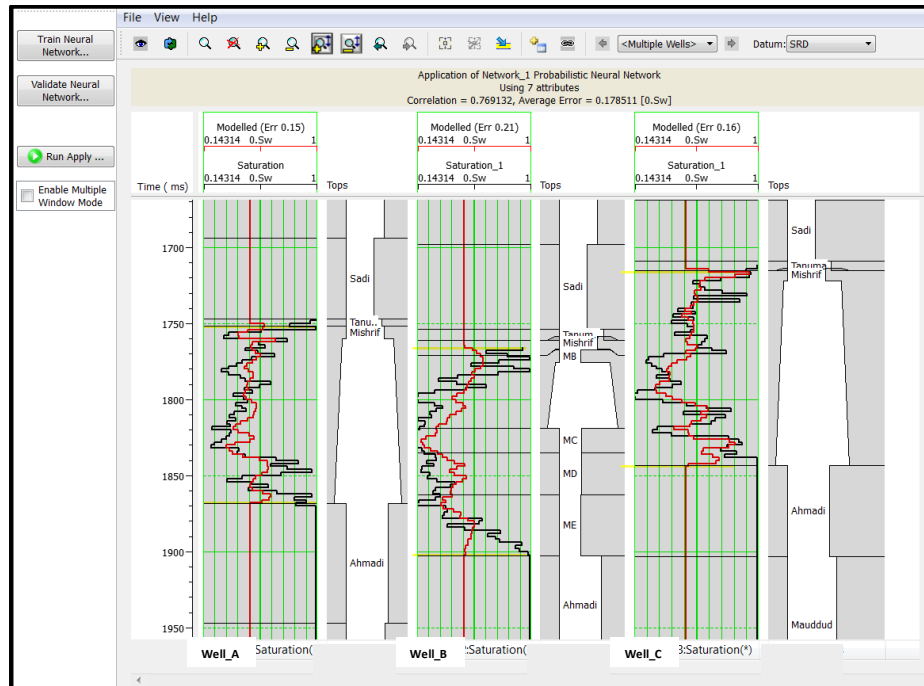 File View Help
Train Neural
Network...
Validate Neural
Network...
Run Apply ...
Enable Multiple
Window Mode
<Multiple Wells>
Datum: SRD
Application of Network_1 Probabilistic Neural Network
Using 7 attributes
Correlation = 0.769132, Average Error = 0.178511 [0.Sw]
Modelled (Err 0.15)
0.14314 0.Sw 1
Saturation
0.14314 0.Sw 1
Tops
Modelled (Err 0.21)
0.14314 0.Sw 1
Saturation_1
0.14314 0.Sw 1
Tops
Modelled (Err 0.16)
0.14314 0.Sw 1
Saturation_1
0.14314 0.Sw 1
Tops
Time ( ms)
1700
1750
1800
1850
1900
1950
Sadi
Tanu..
Mishrif
Ahmadi
Sadi
Tanum
Mishrif
MB
MC
MD
ME
Ahmadi
Sadi
Tanuma
Mishrif
Ahmadi
Mauddud
Well_A Saturation(
Well_B :Saturation(
Well_C 3:Saturation(*)